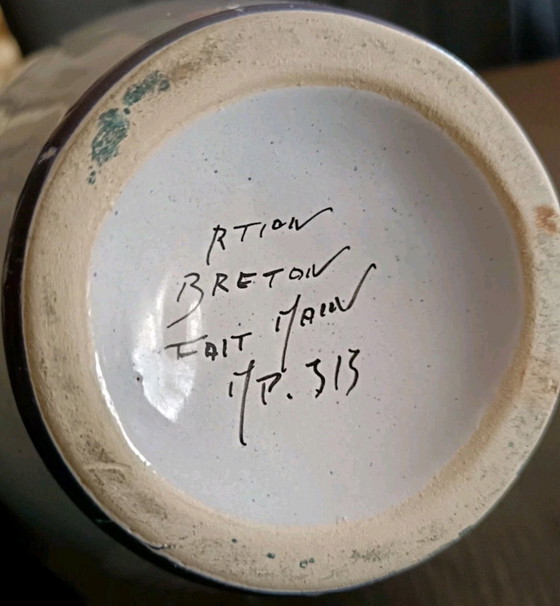 RTION
BRETON
FAIT MAIN
MP. 313